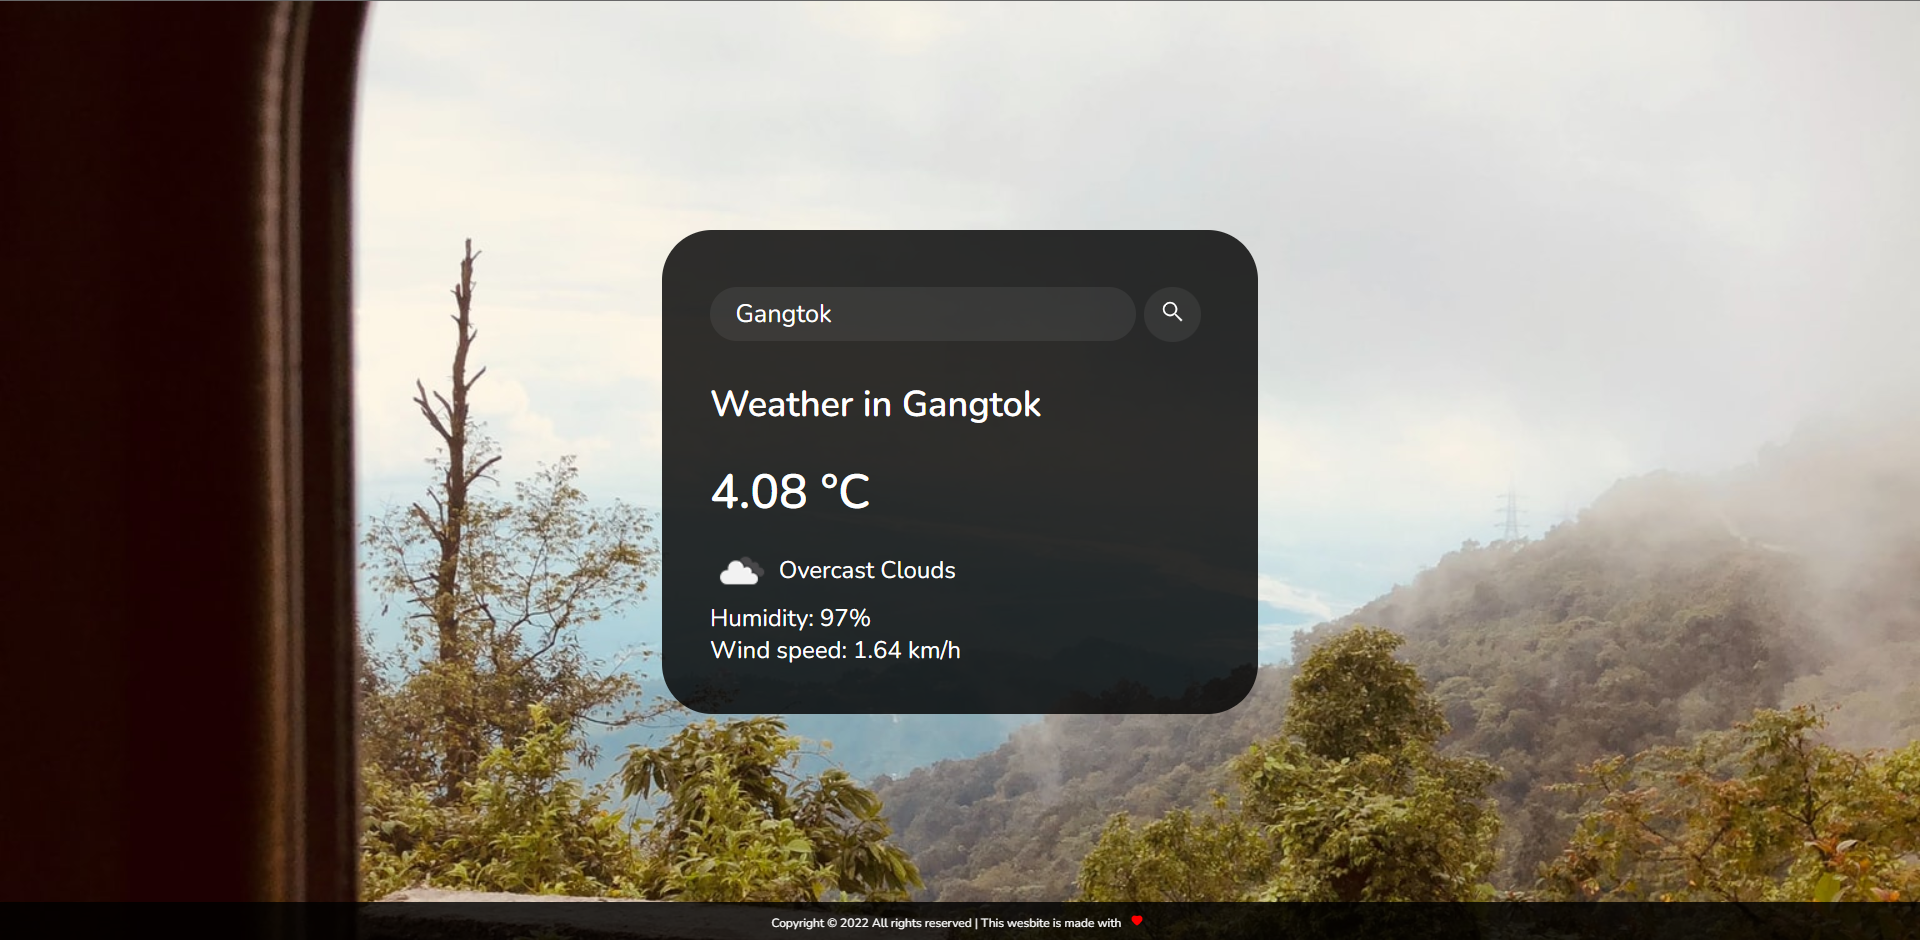 Gangtok
Weather in Gangtok
4.08 °C
Overcast Clouds
Humidity: 97%
Wind speed: 1.64 km/h
Copyright © 2022 All rights reserved | This wesbite is made with